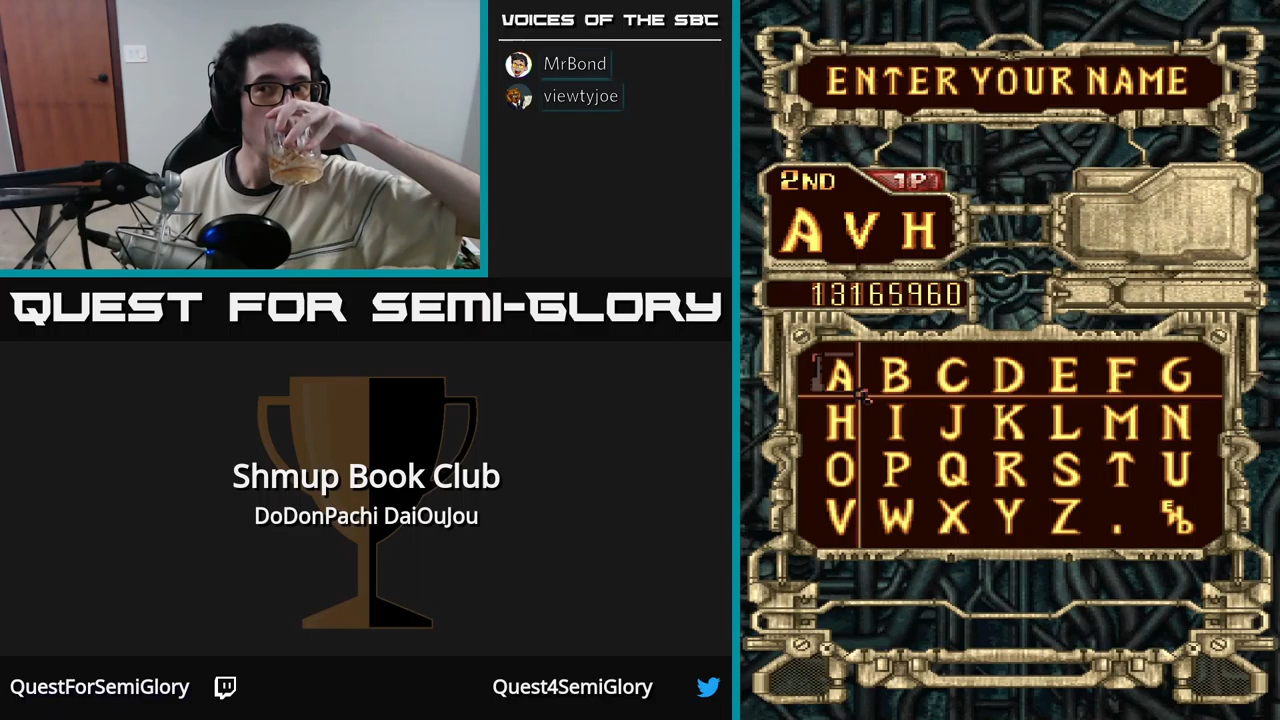 VOICES OF THE SBC
MrBond
viewtyjoe
QUEST FOR SEMI-GLORY
Shmup Book Club
DoDonPachi DaiOuJou
QuestForSemiGlory
Quest4SemiGlory
ENTER YOUR NAME
2ND 1P
A V H
13165960
A B C D E F G
H I J K L M N
O P Q R S T U
V W X Y Z . END